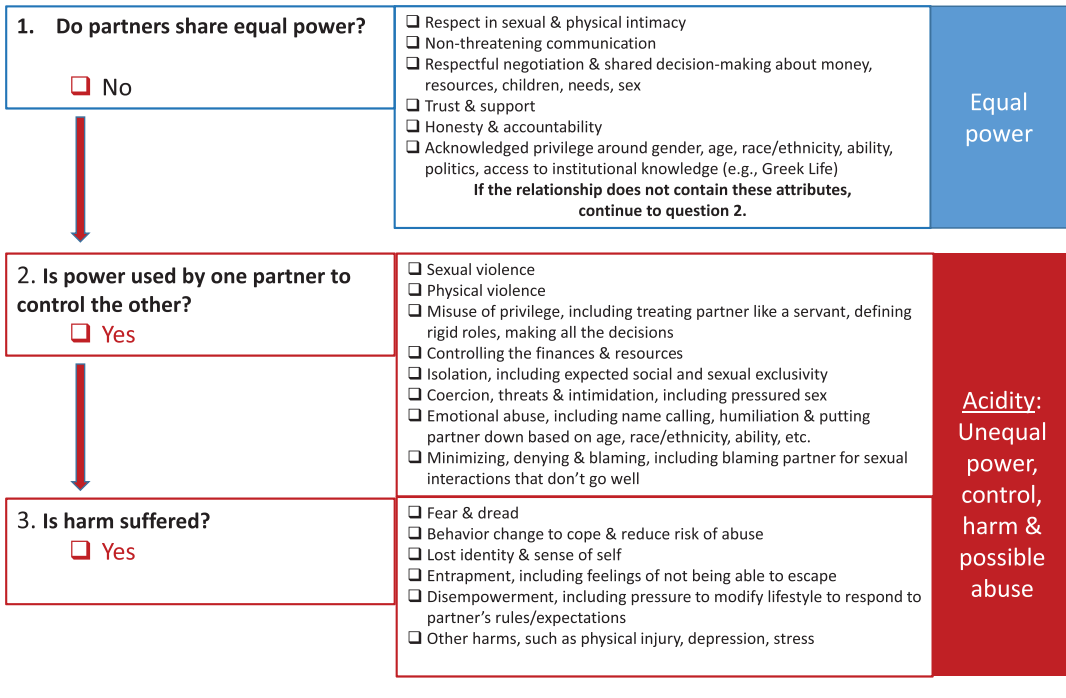 1. Do partners share equal power?
❑ No
❑ Respect in sexual & physical intimacy
❑ Non-threatening communication
❑ Respectful negotiation & shared decision-making about money,
resources, children, needs, sex
❑ Trust & support
❑ Honesty & accountability
❑ Acknowledged privilege around gender, age, race/ethnicity, ability,
politics, access to institutional knowledge (e.g., Greek Life)
If the relationship does not contain these attributes,
continue to question 2.
Equal
power
2. Is power used by one partner to
control the other?
❑ Yes
❑ Sexual violence
❑ Physical violence
❑ Misuse of privilege, including treating partner like a servant, defining
rigid roles, making all the decisions
❑ Controlling the finances & resources
❑ Isolation, including expected social and sexual exclusivity
❑ Coercion, threats & intimidation, including pressured sex
❑ Emotional abuse, including name calling, humiliation & putting
partner down based on age, race/ethnicity, ability, etc.
❑ Minimizing, denying & blaming, including blaming partner for sexual
interactions that don’t go well
3. Is harm suffered?
❑ Yes
❑ Fear & dread
❑ Behavior change to cope & reduce risk of abuse
❑ Lost identity & sense of self
❑ Entrapment, including feelings of not being able to escape
❑ Disempowerment, including pressure to modify lifestyle to respond to
partner’s rules/expectations
❑ Other harms, such as physical injury, depression, stress
Acidity:
Unequal
power,
control,
harm &
possible
abuse